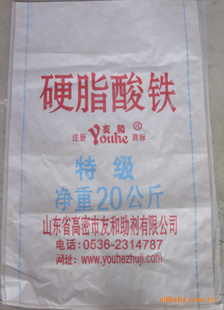 硬脂酸铁
注册 友和 Youhe ® 商标
特级
净重20公斤
山东省高密市友和助剂有限公司
电话:0536-2314787
网址:www.youhezhuji.com